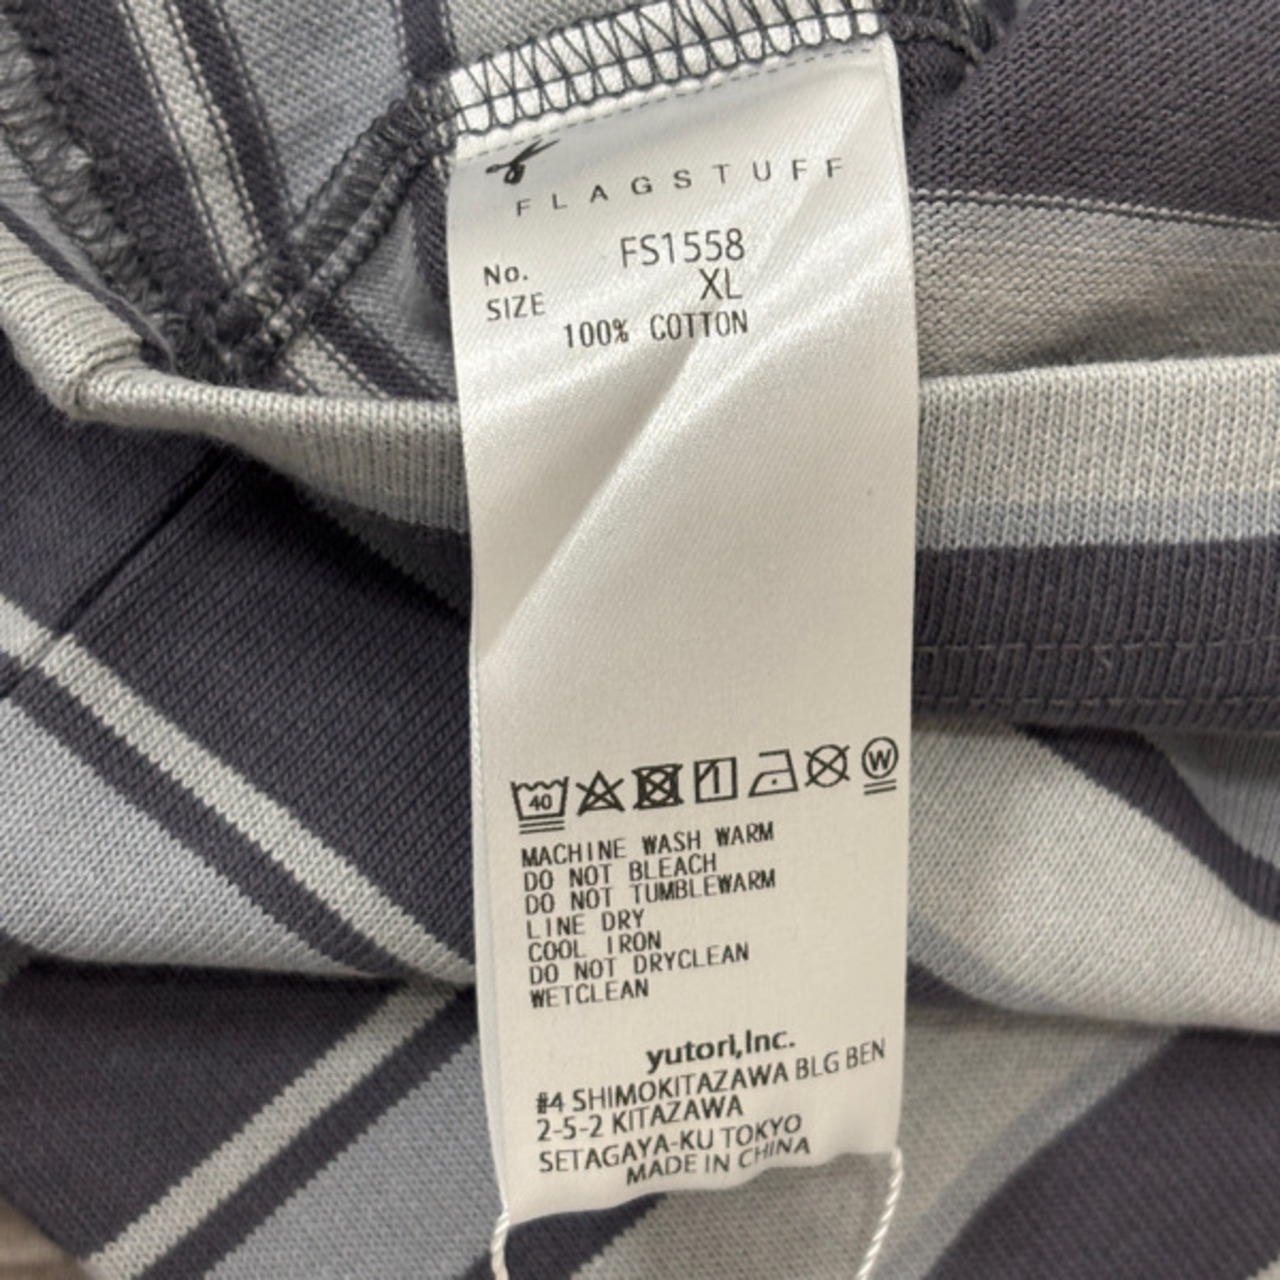 FLAGSTUFF
No. FS1558
SIZE XL
100% COTTON
40 W
MACHINE WASH WARM
DO NOT BLEACH
DO NOT TUMBLEWARM
LINE DRY
COOL IRON
DO NOT DRYCLEAN
WETCLEAN
yutori,Inc.
#4 SHIMOKITAZAWA BLG BEN
2-5-2 KITAZAWA
SETAGAYA-KU TOKYO
MADE IN CHINA